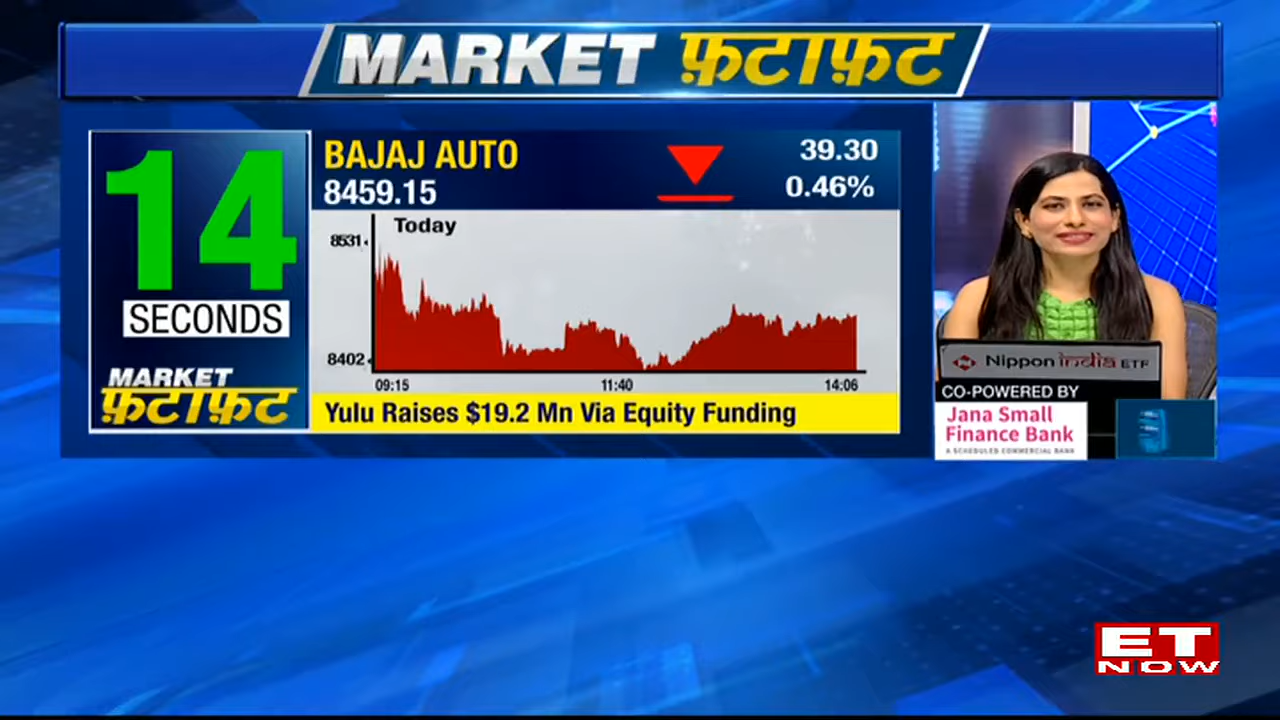 MARKET फ़टाफ़ट
14
SECONDS
MARKET
फ़टाफ़ट
BAJAJ AUTO
8459.15
39.30
0.46%
Today
8531
8402
09:15
11:40
14:06
Yulu Raises $19.2 Mn Via Equity Funding
Nippon india ETF
CO-POWERED BY
Jana Small
Finance Bank
A SCHEDULED COMMERCIAL BANK
ET
NOW